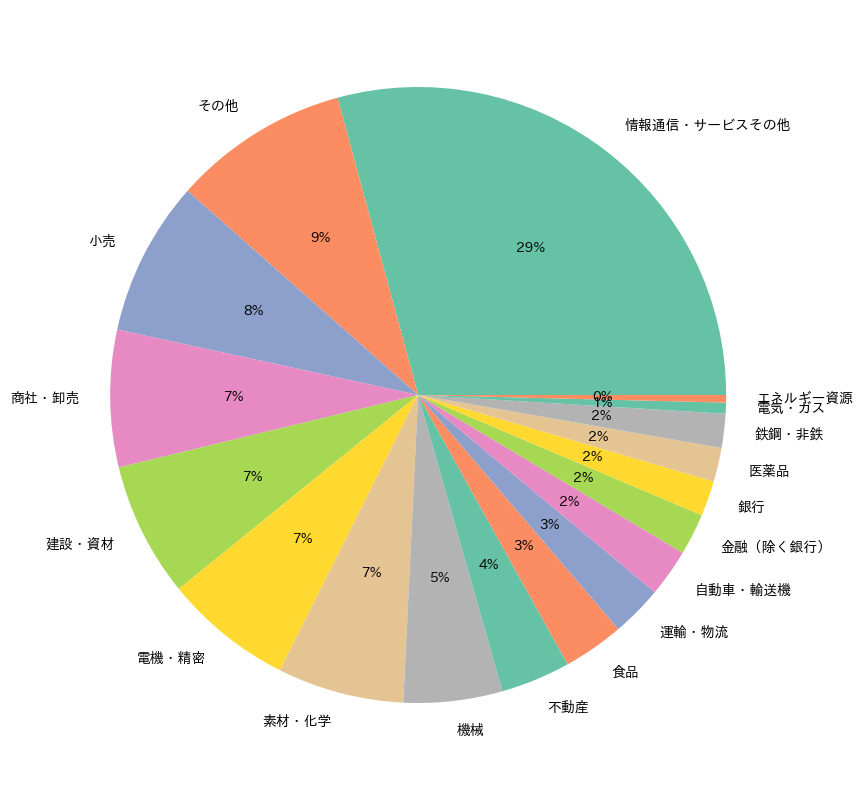 情報通信・サービスその他
29%
その他
9%
小売
8%
商社・卸売
7%
建設・資材
7%
電機・精密
7%
素材・化学
7%
機械
5%
不動産
4%
食品
3%
運輸・物流
3%
自動車・輸送機
2%
金融（除く銀行）
2%
銀行
2%
医薬品
2%
鉄鋼・非鉄
2%
電気・ガス
1%
エネルギー資源
0%